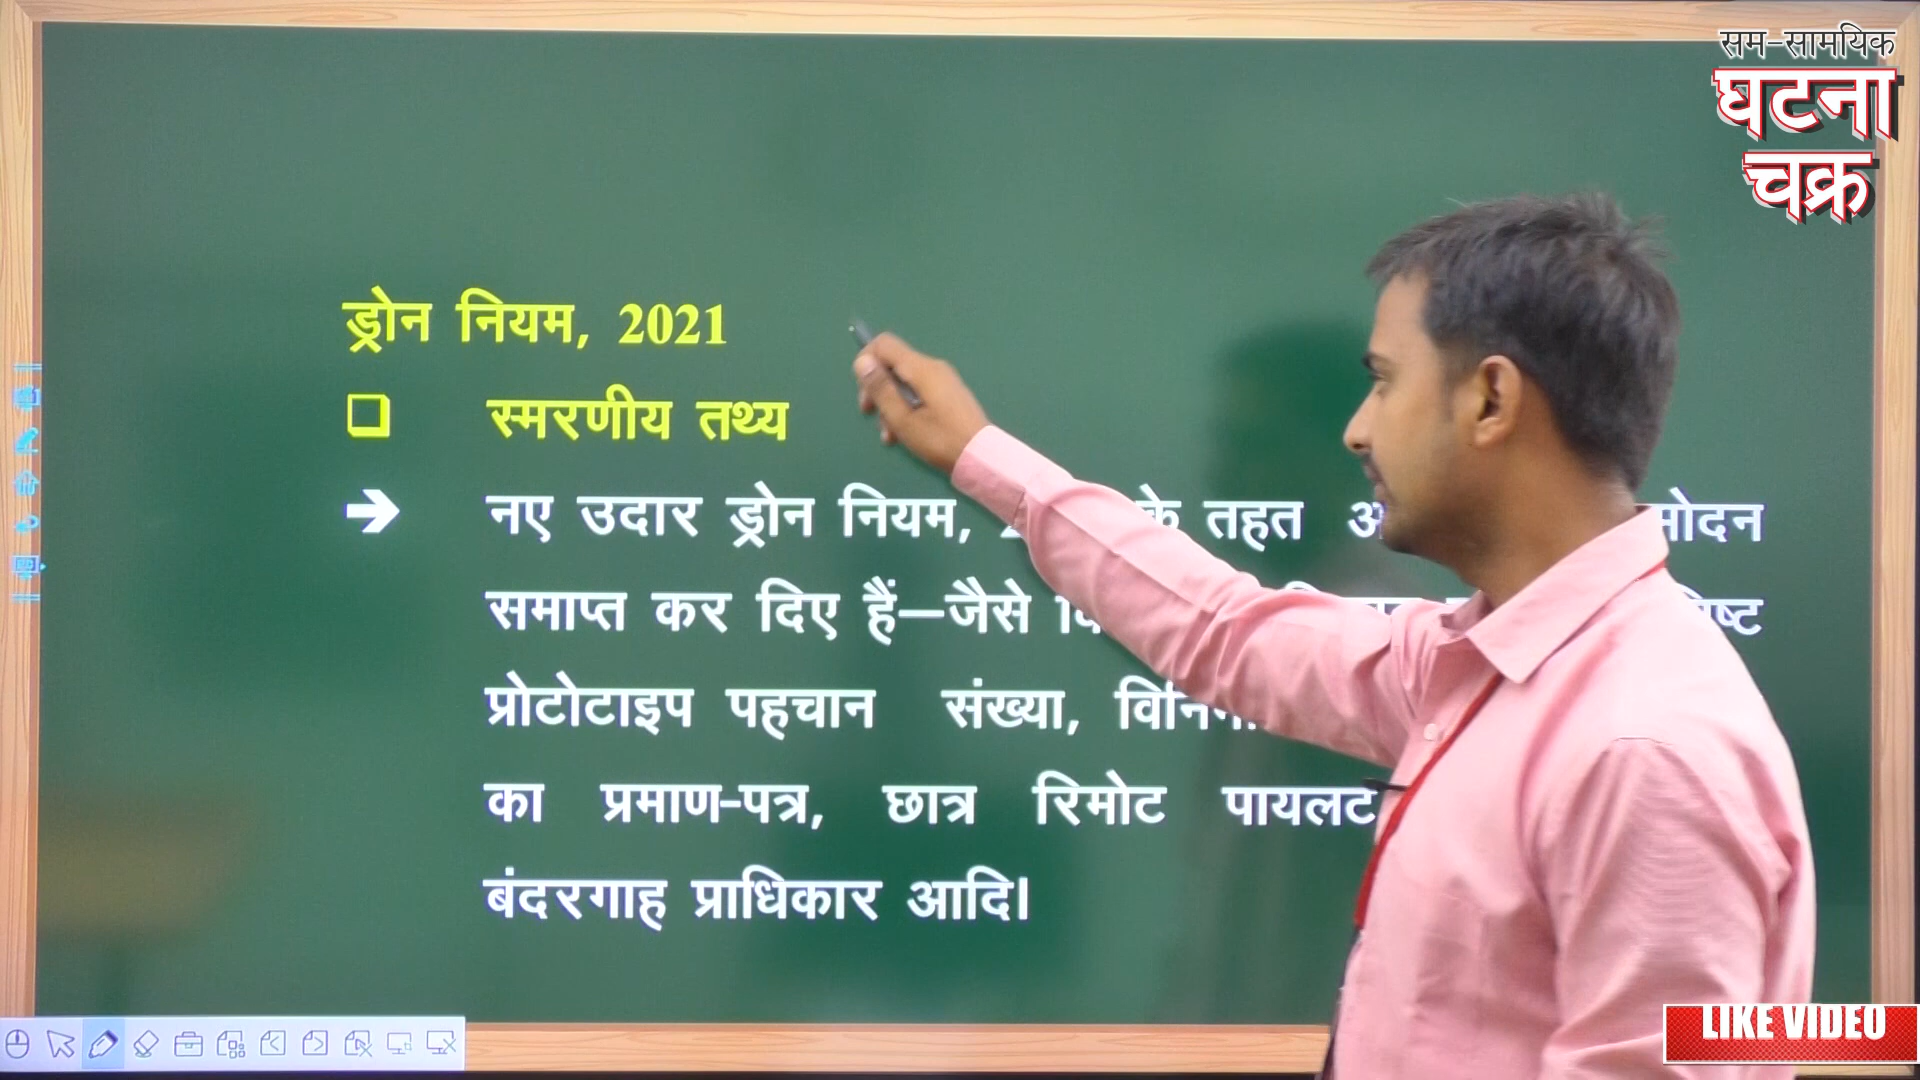 सम-सामयिक
घटना
चक्र
ड्रोन नियम, 2021
स्मरणीय तथ्य
नए उदार ड्रोन नियम, के तहत
समाप्त कर दिए हैं—जैसे
प्रोटोटाइप पहचान संख्या,
का प्रमाण-पत्र, छात्र रिमोट पायलट
बंदरगाह प्राधिकार आदि।
LIKE VIDEO